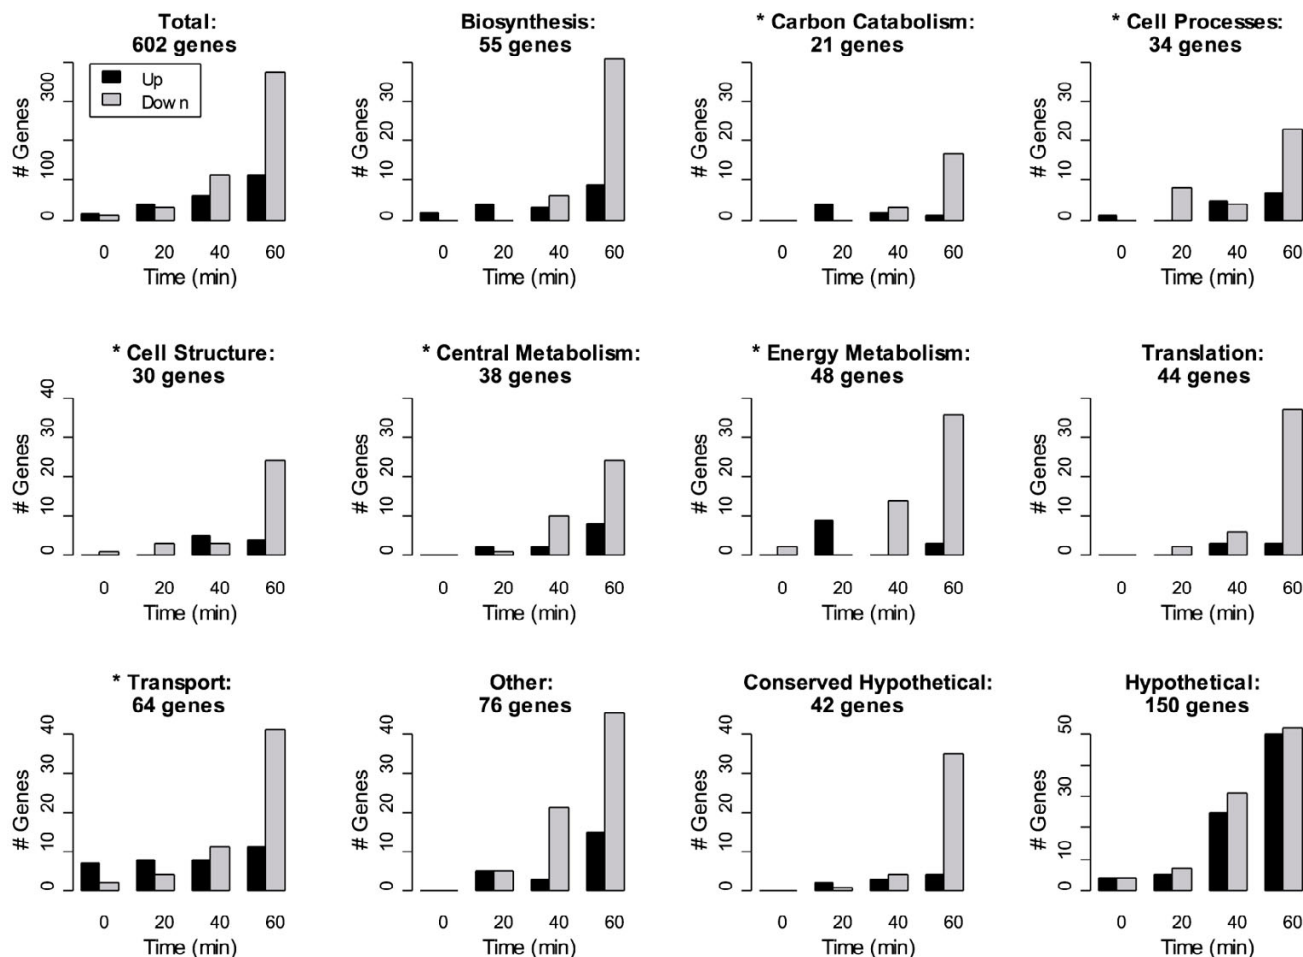 Total:
602 genes
Up
Down
# Genes
0 100 300
0 20 40 60
Time (min)
Biosynthesis:
55 genes
# Genes
0 10 20 30
0 20 40 60
Time (min)
* Carbon Catabolism:
21 genes
# Genes
0 10 20 30
0 20 40 60
Time (min)
* Cell Processes:
34 genes
# Genes
0 10 20 30
0 20 40 60
Time (min)
* Cell Structure:
30 genes
# Genes
0 10 20 30 40
0 20 40 60
Time (min)
* Central Metabolism:
38 genes
# Genes
0 10 20 30
0 20 40 60
Time (min)
* Energy Metabolism:
48 genes
# Genes
0 10 20 30
0 20 40 60
Time (min)
Translation:
44 genes
# Genes
0 10 20 30
0 20 40 60
Time (min)
* Transport:
64 genes
# Genes
0 10 20 30 40
0 20 40 60
Time (min)
Other:
76 genes
# Genes
0 10 20 30 40
0 20 40 60
Time (min)
Conserved Hypothetical:
42 genes
# Genes
0 10 20 30
0 20 40 60
Time (min)
Hypothetical:
150 genes
# Genes
0 10 30 50
0 20 40 60
Time (min)